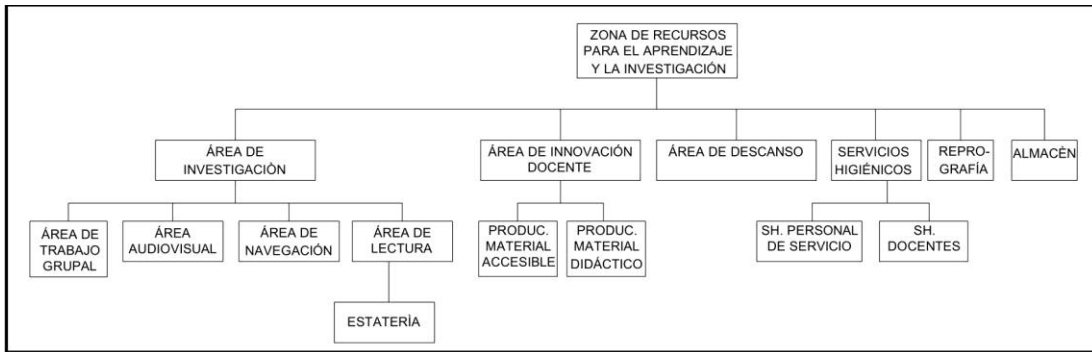 ZONA DE RECURSOS
PARA EL APRENDIZAJE
Y LA INVESTIGACIÓN
ÁREA DE
INVESTIGACIÒN
ÁREA DE INNOVACIÓN
DOCENTE
ÁREA DE DESCANSO
SERVICIOS
HIGIÉNICOS
REPRO-
GRAFÍA
ALMACÈN
ÁREA DE
TRABAJO
GRUPAL
ÁREA
AUDIOVISUAL
ÁREA DE
NAVEGACIÓN
ÁREA DE
LECTURA
PRODUC.
MATERIAL
ACCESIBLE
PRODUC.
MATERIAL
DIDÁCTICO
SH. PERSONAL
DE SERVICIO
SH.
DOCENTES
ESTATERÌA